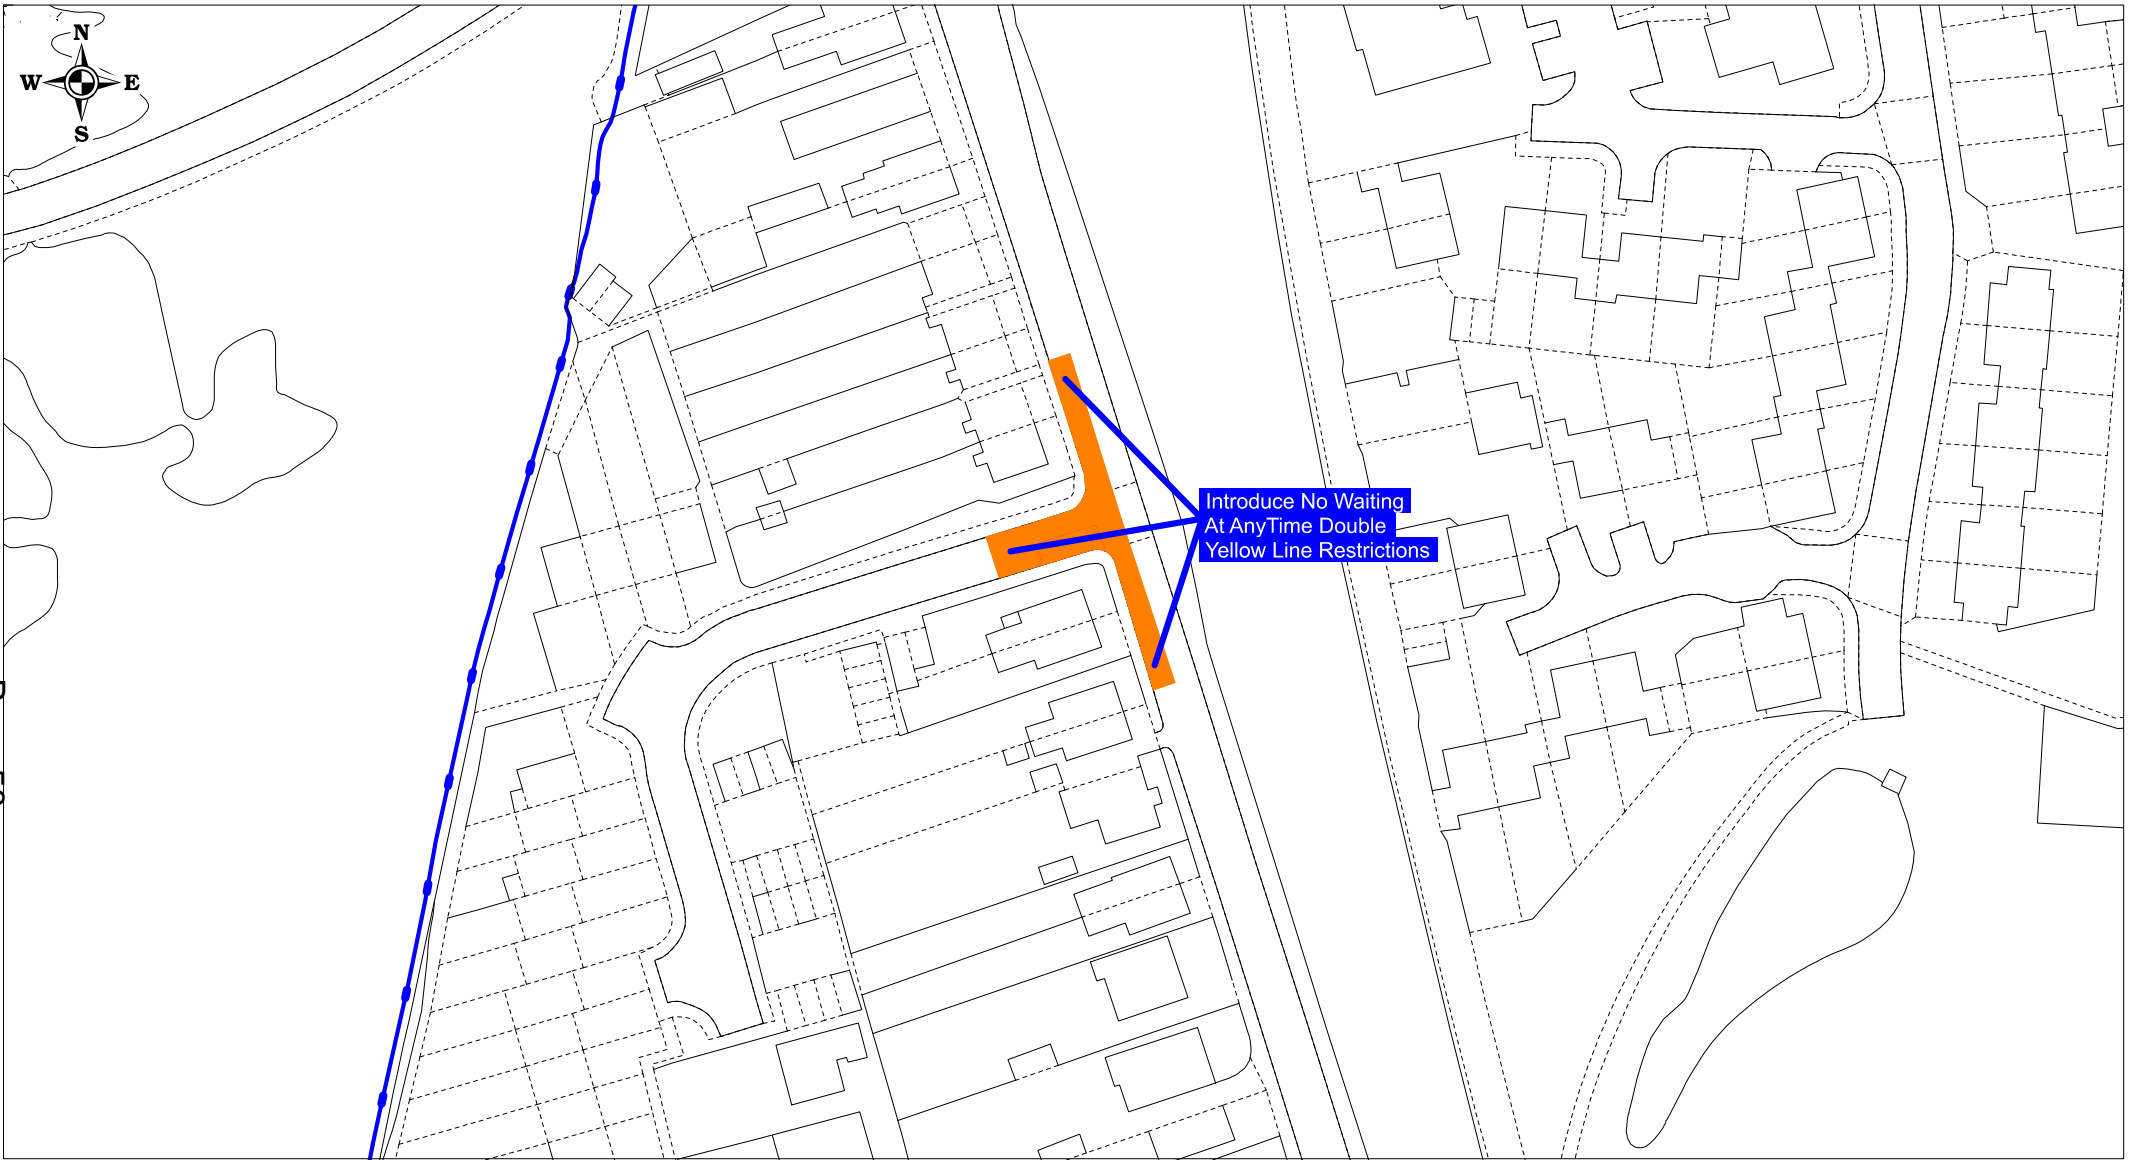 N
W E
S
Introduce No Waiting
At AnyTime Double
Yellow Line Restrictions